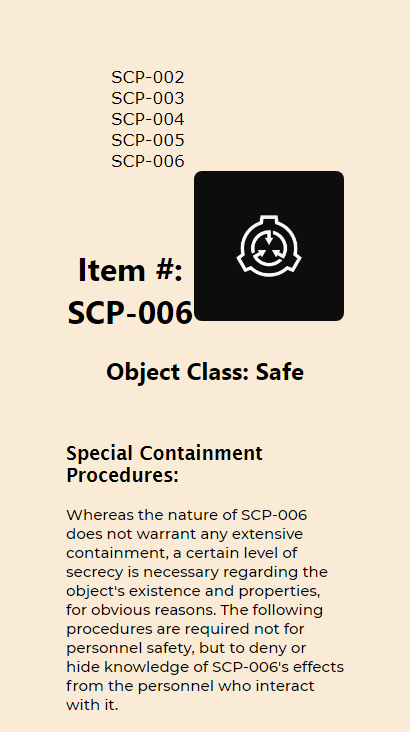 SCP-002
SCP-003
SCP-004
SCP-005
SCP-006
Item #:
SCP-006
Object Class: Safe
Special Containment
Procedures:
Whereas the nature of SCP-006
does not warrant any extensive
containment, a certain level of
secrecy is necessary regarding the
object's existence and properties,
for obvious reasons. The following
procedures are required not for
personnel safety, but to deny or
hide knowledge of SCP-006's effects
from the personnel who interact
with it.